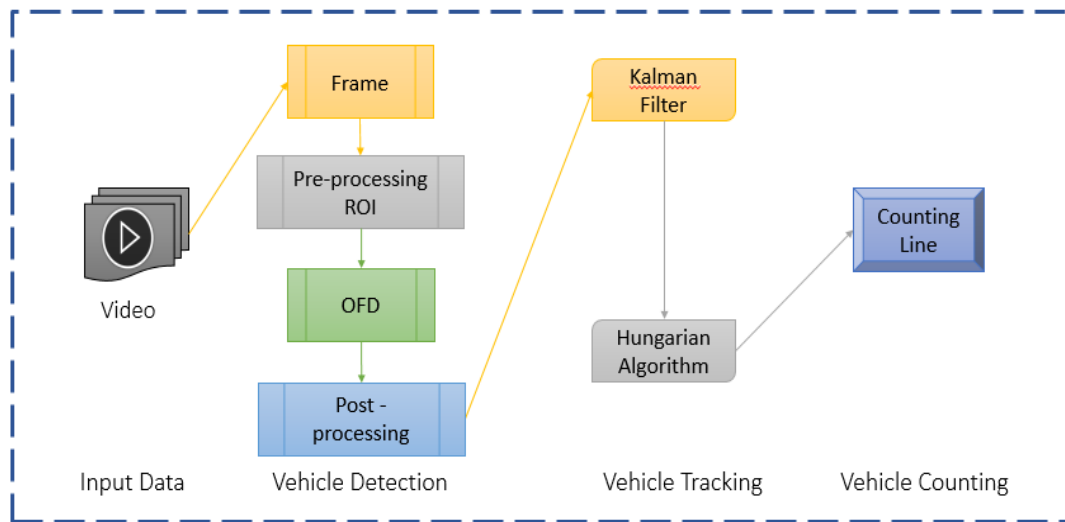 Video
Input Data
Frame
Pre-processing
ROI
OFD
Post -
processing
Vehicle Detection
Kalman
Filter
Hungarian
Algorithm
Vehicle Tracking
Counting
Line
Vehicle Counting